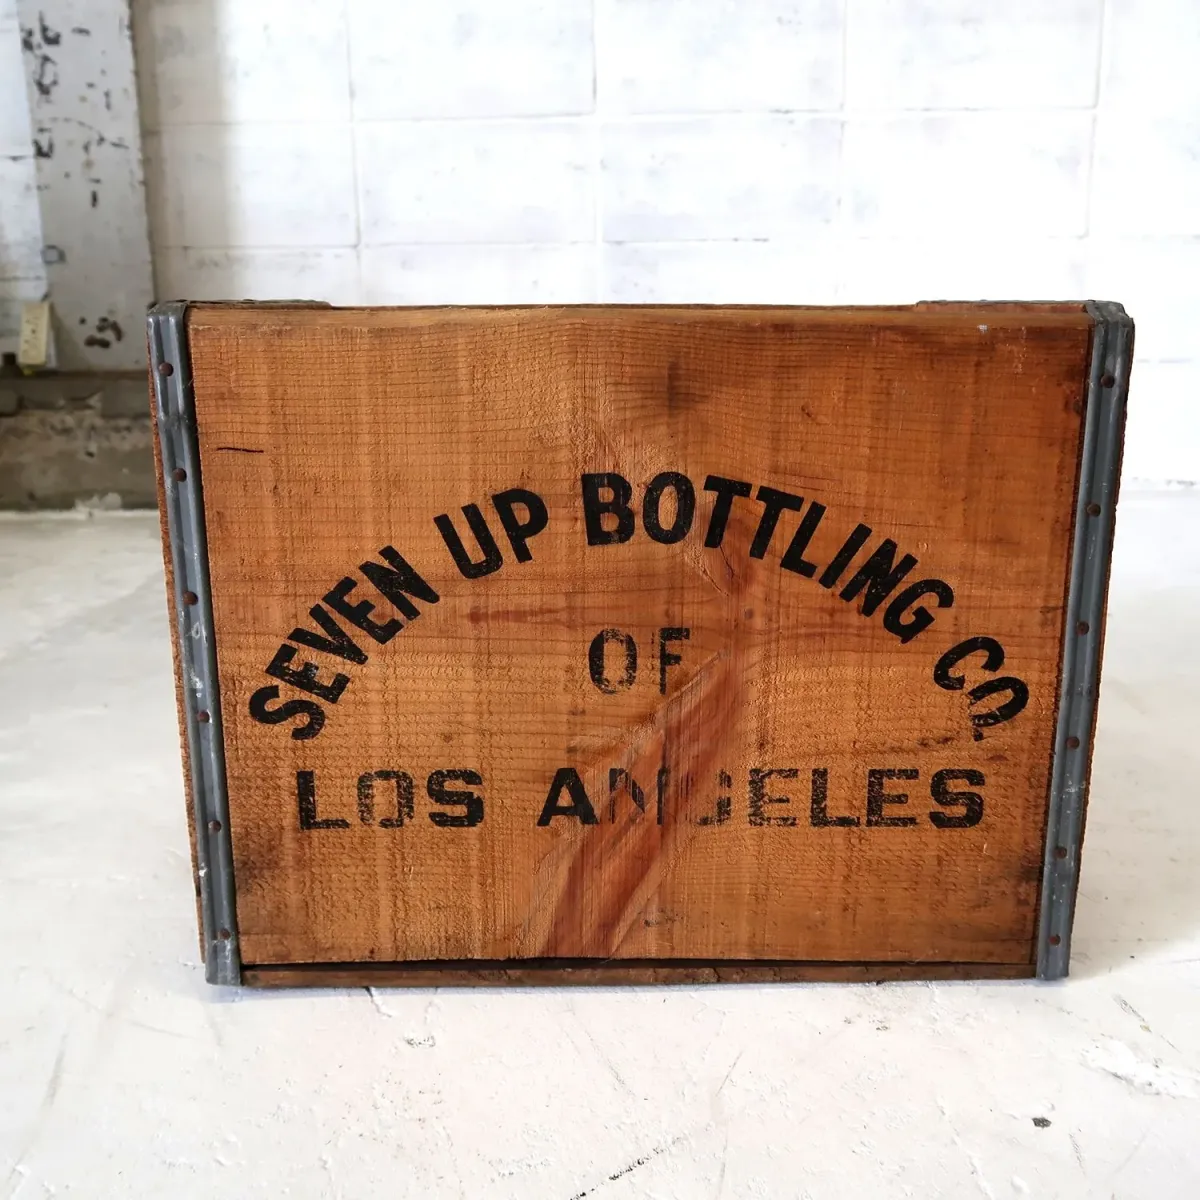 SEVEN UP BOTTLING CO.
OF
LOS ANGELES